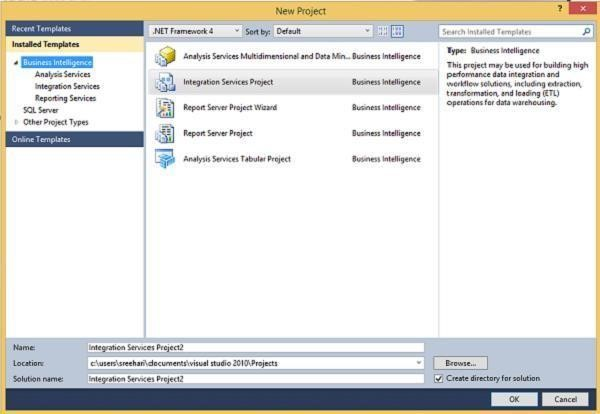 New Project
?
x
Recent Templates
.NET Framework 4
Sort by:
Default
Search Installed Templates
Installed Templates
Business Intelligence
Analysis Services
Integration Services
Reporting Services
SQL Server
Other Project Types
Online Templates
Analysis Services Multidimensional and Data Min... Business Intelligence
Integration Services Project Business Intelligence
Report Server Project Wizard Business Intelligence
Report Server Project Business Intelligence
Analysis Services Tabular Project Business Intelligence
Type: Business Intelligence
This project may be used for building high
performance data integration and
workflow solutions, including extraction,
transformation, and leading (ETL)
operations for data warehousing.
Name: Integration Services Project2
Location: c:\users\sreehari\documents\visual studio 2010\Projects
Browse...
Solution name: Integration Services Project2
Create directory for solution
OK
Cancel